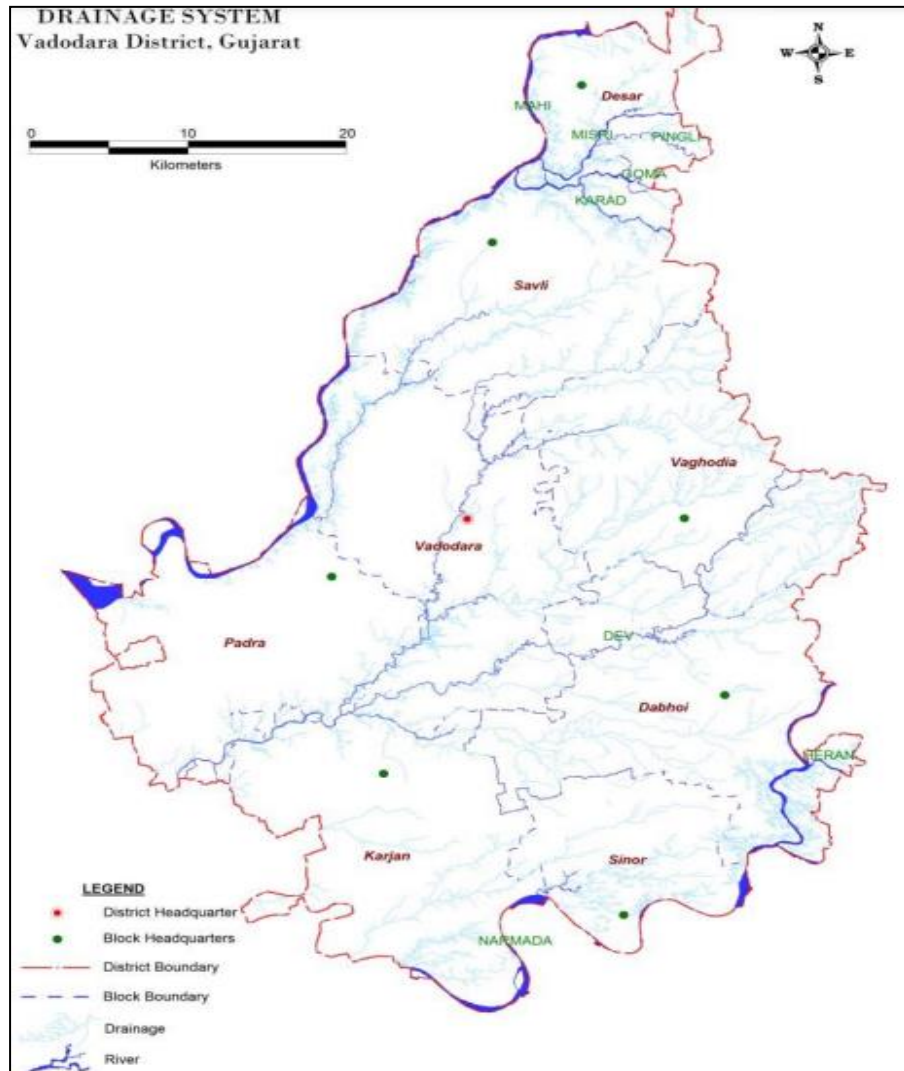 DRAINAGE SYSTEM
Vadodara District, Gujarat
N
W E
S
0 10 20
Kilometers
Desar
MAHI
MISRI
PINGLI
GOMA
KARAD
Savli
Vaghodia
Vadodara
DEV
Padra
Dabhoi
HERAN
Karjan
Sinor
NARMADA
LEGEND
District Headquarter
Block Headquarters
District Boundary
Block Boundary
Drainage
River